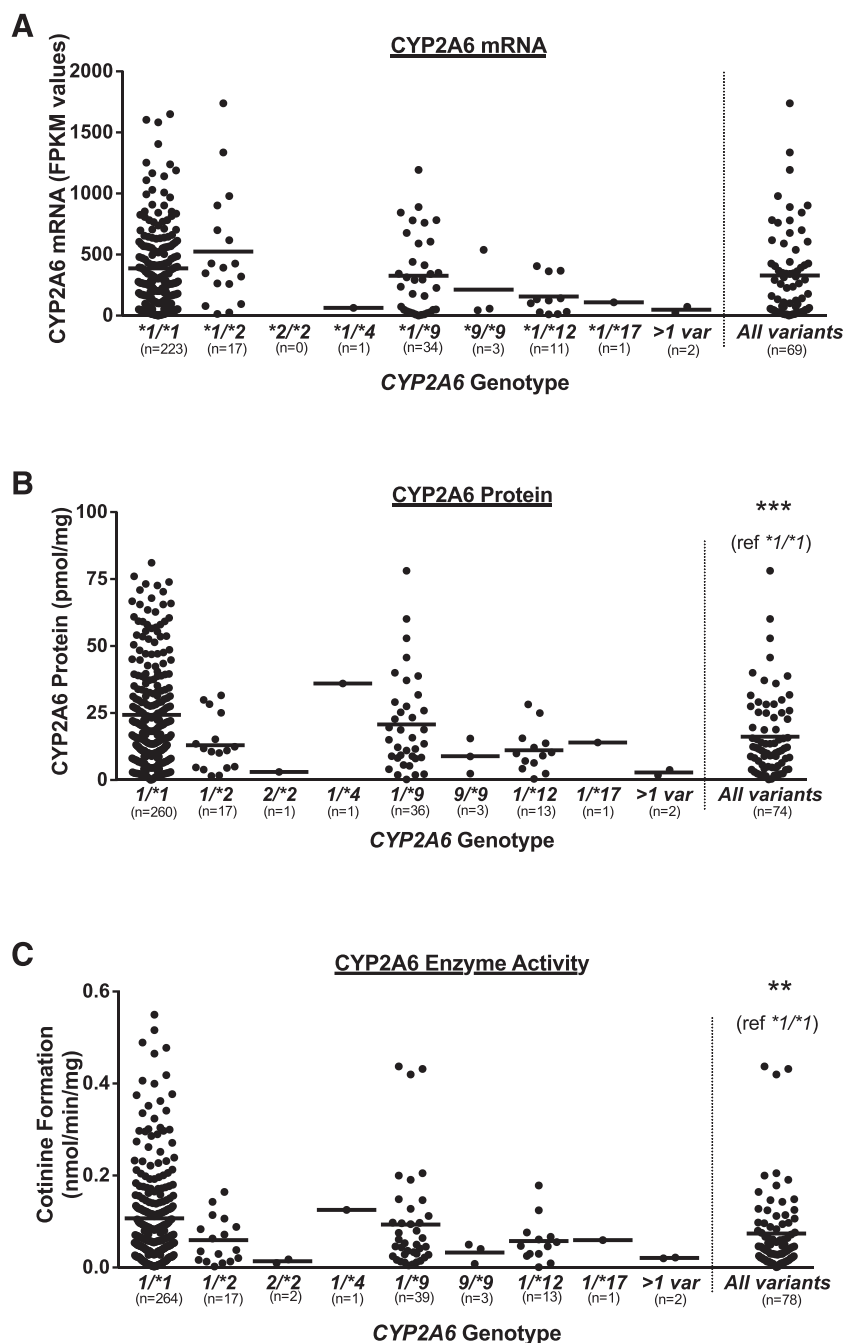 A
CYP2A6 mRNA
CYP2A6 mRNA (FPKM values)
2000
1500
1000
500
0
*1/*1 *1/*2 *2/*2 *1/*4 *1/*9 *9/*9 *1/*12 *1/*17 >1 var All variants
(n=223) (n=17) (n=0) (n=1) (n=34) (n=3) (n=11) (n=1) (n=2) (n=69)
CYP2A6 Genotype
B
CYP2A6 Protein
***
(ref *1/*1)
CYP2A6 Protein (pmol/mg)
100
75
50
25
0
1/*1 1/*2 2/*2 1/*4 1/*9 9/*9 1/*12 1/*17 >1 var All variants
(n=260) (n=17) (n=1) (n=1) (n=36) (n=3) (n=13) (n=1) (n=2) (n=74)
CYP2A6 Genotype
C
CYP2A6 Enzyme Activity
**
(ref *1/*1)
Cotinine Formation
(nmol/min/mg)
0.6
0.4
0.2
0.0
1/*1 1/*2 2/*2 1/*4 1/*9 9/*9 1/*12 1/*17 >1 var All variants
(n=264) (n=17) (n=2) (n=1) (n=39) (n=3) (n=13) (n=1) (n=2) (n=78)
CYP2A6 Genotype